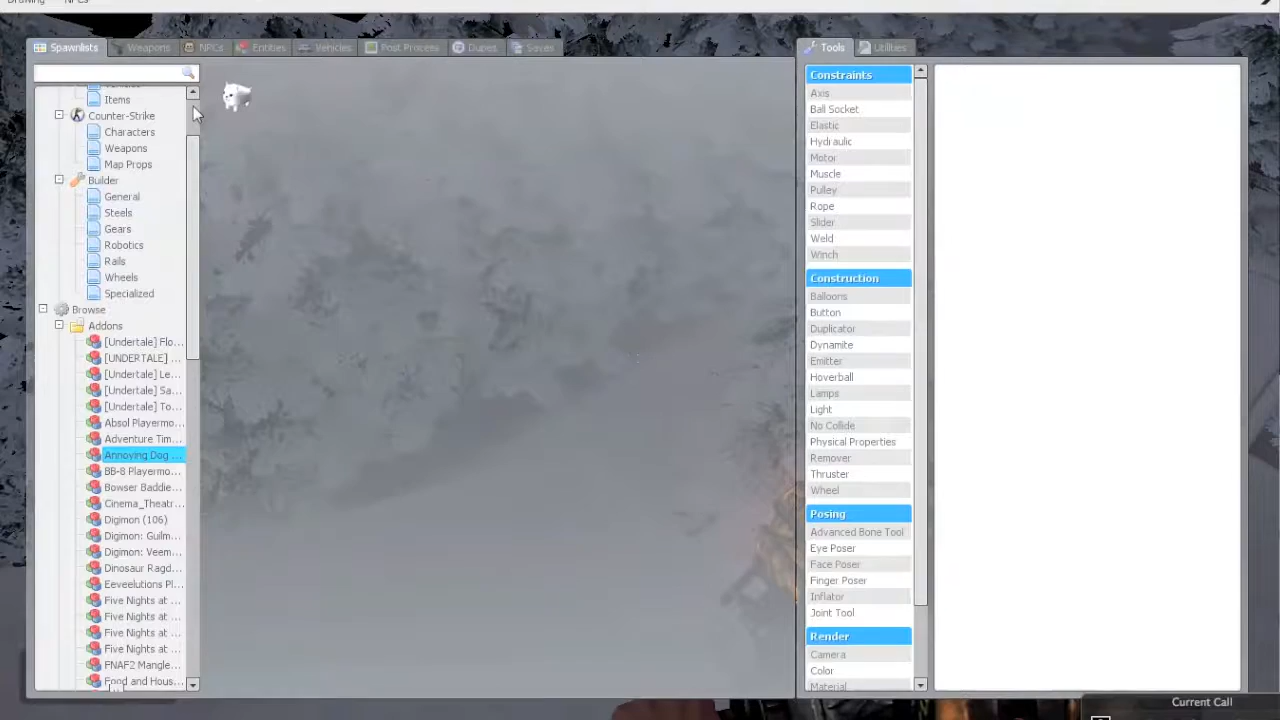 Drawing NPCs
Spawnlists Weapons NPCs Entities Vehicles Post Process Dupes Saves
Vehicles
Items
Counter-Strike
Characters
Weapons
Map Props
Builder
General
Steels
Gears
Robotics
Rails
Wheels
Specialized
Browse
Addons
[Undertale] Flo...
[UNDERTALE] ...
[Undertale] Le...
[Undertale] Sa...
[Undertale] To...
Absol Playermo...
Adventure Tim...
Annoying Dog ...
BB-8 Playermo...
Bowser Baddie...
Cinema_Theatr...
Digimon (106)
Digimon: Guilm...
Digimon: Veem...
Dinosaur Ragd...
Eeveelutions Pl...
Five Nights at ...
Five Nights at ...
Five Nights at ...
Five Nights at ...
FNAF2 Mangle...
Food and Hous...
Tools Utilities
Constraints
Axis
Ball Socket
Elastic
Hydraulic
Motor
Muscle
Pulley
Rope
Slider
Weld
Winch
Construction
Balloons
Button
Duplicator
Dynamite
Emitter
Hoverball
Lamps
Light
No Collide
Physical Properties
Remover
Thruster
Wheel
Posing
Advanced Bone Tool
Eye Poser
Face Poser
Finger Poser
Inflator
Joint Tool
Render
Camera
Color
Material
Current Call